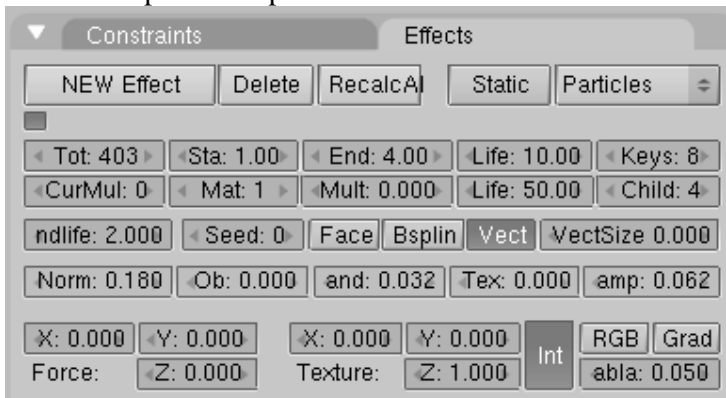 Constraints Effects
NEW Effect Delete RecalcAl Static Particles
Tot: 403 Sta: 1.00 End: 4.00 Life: 10.00 Keys: 8
CurMul: 0 Mat: 1 Mult: 0.000 Life: 50.00 Child: 4
ndlife: 2.000 Seed: 0 Face Bsplin Vect VectSize 0.000
Norm: 0.180 Ob: 0.000 and: 0.032 Tex: 0.000 amp: 0.062
X: 0.000 Y: 0.000 X: 0.000 Y: 0.000 Int RGB Grad
Force: Z: 0.000 Texture: Z: 1.000 abla: 0.050